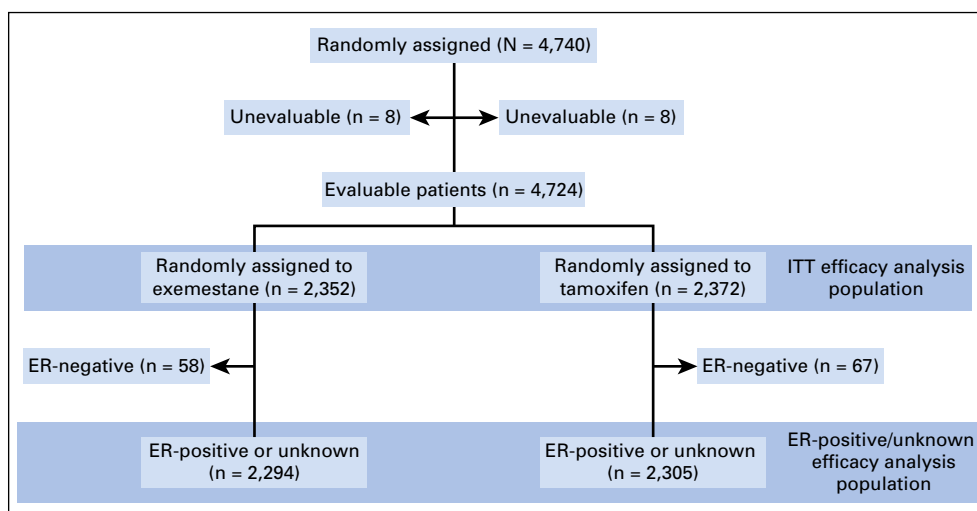 Randomly assigned (N = 4,740)
Unevaluable (n = 8)
Unevaluable (n = 8)
Evaluable patients (n = 4,724)
Randomly assigned to
exemestane (n = 2,352)
Randomly assigned to
tamoxifen (n = 2,372)
ITT efficacy analysis
population
ER-negative (n = 58)
ER-negative (n = 67)
ER-positive or unknown
(n = 2,294)
ER-positive or unknown
(n = 2,305)
ER-positive/unknown
efficacy analysis
population